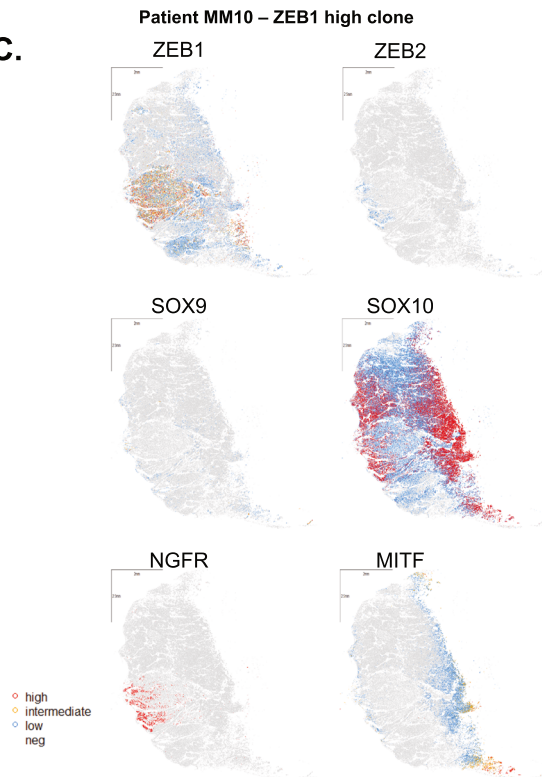 Patient MM10 – ZEB1 high clone
C.
ZEB1
ZEB2
SOX9
SOX10
NGFR
MITF
high
intermediate
low
neg